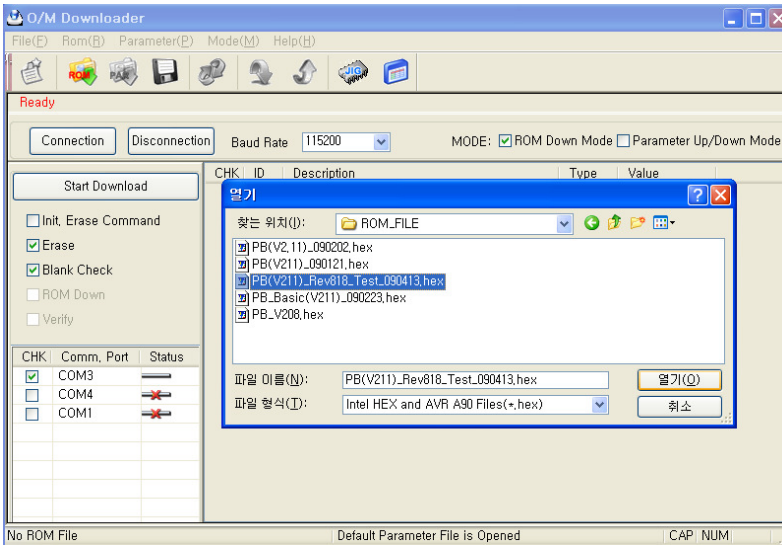 O/M Downloader
File(F) Rom(R) Parameter(P) Mode(M) Help(H)
ROM PAR JIG
Ready
Connection Disconnection Baud Rate 115200 MODE: ROM Down Mode Parameter Up/Down Mode
CHK ID Description Type Value
Start Download
Init, Erase Command
Erase
Blank Check
ROM Down
Verify
CHK Comm, Port Status
COM3
COM4
COM1
열기
찾는 위치(I): ROM_FILE
PB(V2,11)_090202,hex
PB(V211)_090121,hex
PB(V211)_Rev818_Test_090413,hex
PB_Basic(V211)_090223,hex
PB_V208,hex
파일 이름(N): PB(V211)_Rev818_Test_090413,hex 열기(O)
파일 형식(T): Intel HEX and AVR A90 Files(*,hex) 취소
No ROM File Default Parameter File is Opened CAP NUM